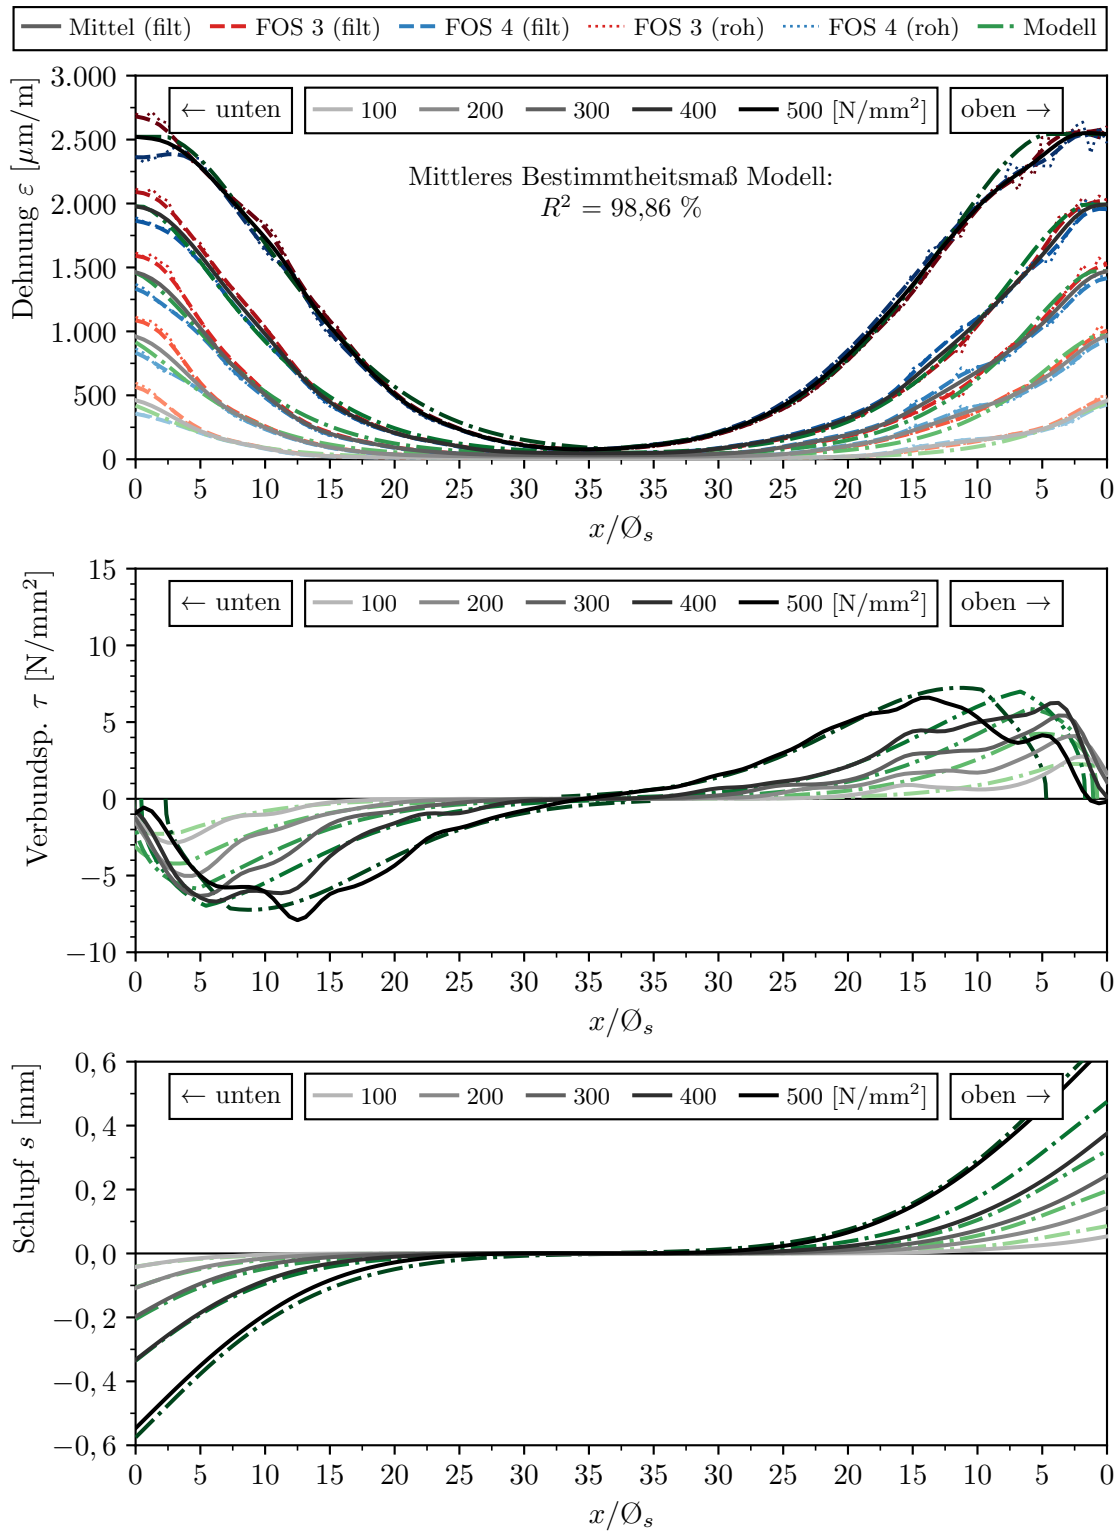 Mittel (filt) FOS 3 (filt) FOS 4 (filt) FOS 3 (roh) FOS 4 (roh) Modell
Dehnung ε [μm/m]
3.000
2.500
2.000
1.500
1.000
500
0
← unten
100 200 300 400 500 [N/mm²]
oben →
Mittleres Bestimmtheitsmaß Modell:
R² = 98,86 %
0 5 10 15 20 25 30 35 30 25 20 15 10 5 0
x/Ø_s
Verbundsp. τ [N/mm²]
15
10
5
0
−5
−10
← unten
100 200 300 400 500 [N/mm²]
oben →
0 5 10 15 20 25 30 35 30 25 20 15 10 5 0
x/Ø_s
Schlupf s [mm]
0,6
0,4
0,2
0,0
−0,2
−0,4
−0,6
← unten
100 200 300 400 500 [N/mm²]
oben →
0 5 10 15 20 25 30 35 30 25 20 15 10 5 0
x/Ø_s